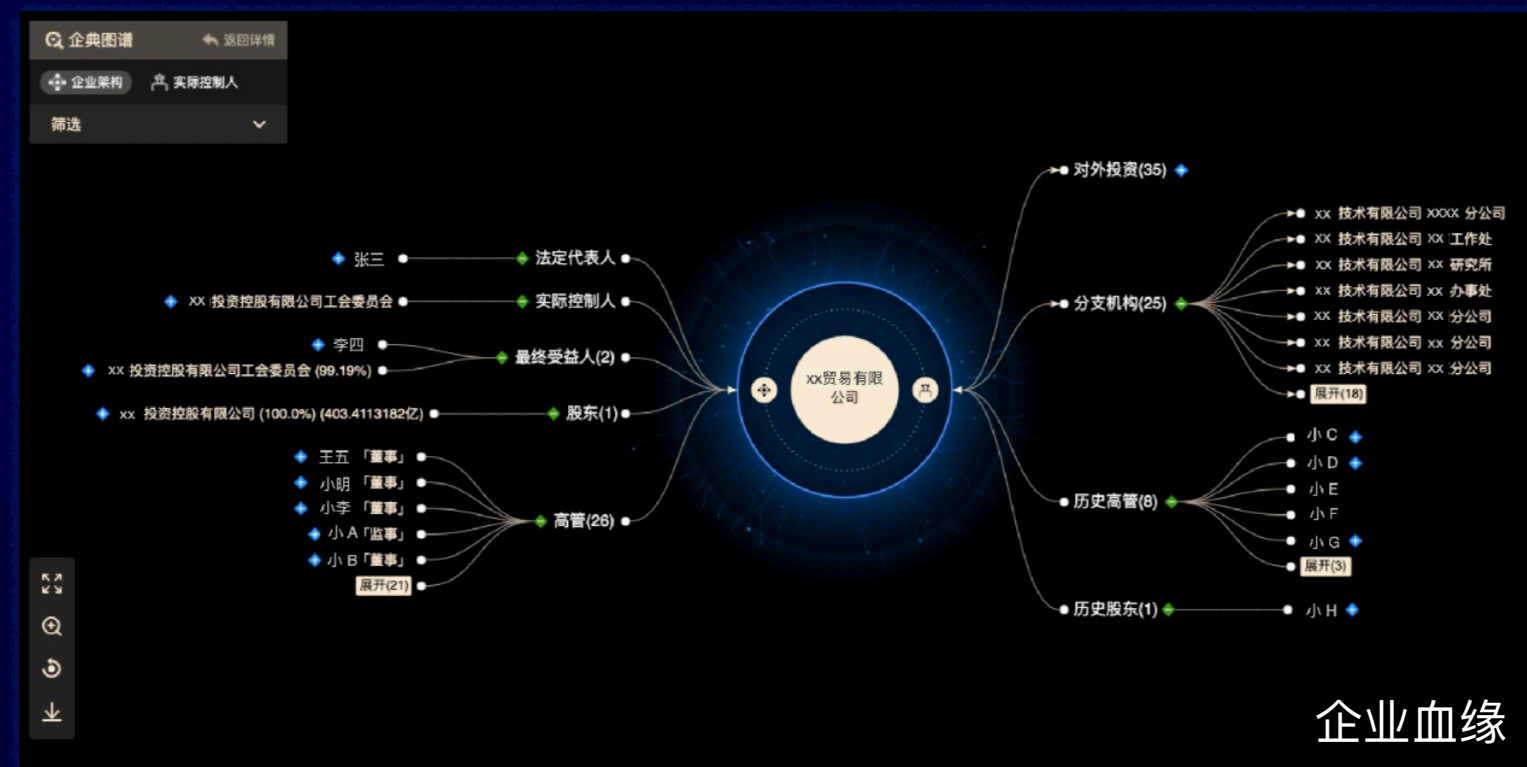 企典图谱
返回详情
企业架构
实际控制人
筛选
张三
法定代表人
xx 投资控股有限公司工会委员会
实际控制人
李四
xx 投资控股有限公司工会委员会 (99.19%)
最终受益人(2)
xx 投资控股有限公司 (100.0%) (403.4113182亿)
股东(1)
王五 「董事」
小明 「董事」
小李 「董事」
小 A「监事」
小 B「董事」
展开(21)
高管(26)
xx贸易有限
公司
对外投资(35)
分支机构(25)
xx 技术有限公司 xxxx 分公司
xx 技术有限公司 xx 工作处
xx 技术有限公司 xx 研究所
xx 技术有限公司 xx 办事处
xx 技术有限公司 xx 分公司
xx 技术有限公司 xx 分公司
xx 技术有限公司 xx 分公司
展开(18)
历史高管(8)
小 C
小 D
小 E
小 F
小 G
展开(3)
历史股东(1)
小 H
企业血缘